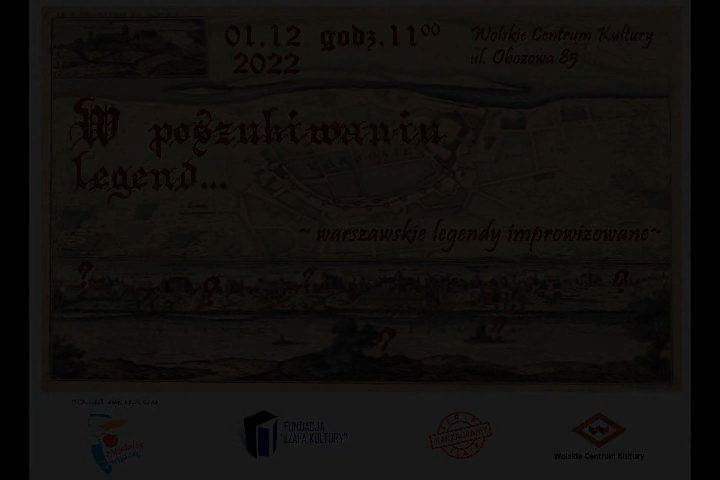 01.12 godz.11⁰⁰
2022
Wolskie Centrum Kultury
ul. Obozowa 85
W poszukiwaniu
legend...
~ warszawskie legendy improwizowane~
?
?
?
?
?
?
FUNDACJA
"SZAFA KULTURY"
Wolskie Centrum Kultury